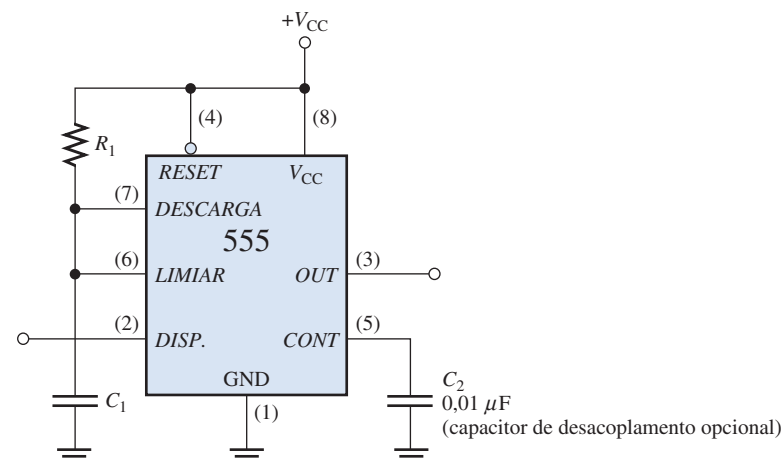 +VCC
(4)
(8)
R1
RESET
VCC
(7)
DESCARGA
555
(6)
LIMIAR
OUT
(3)
(2)
DISP.
CONT
(5)
GND
C1
(1)
C2
0,01 μF
(capacitor de desacoplamento opcional)